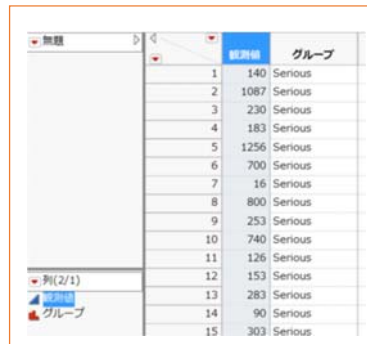 無題
観測値 グループ
1 140 Serious
2 1087 Serious
3 230 Serious
4 183 Serious
5 1256 Serious
6 700 Serious
7 16 Serious
8 800 Serious
9 253 Serious
10 740 Serious
11 126 Serious
12 153 Serious
13 283 Serious
14 90 Serious
15 303 Serious
列(2/1)
観測値
グループ